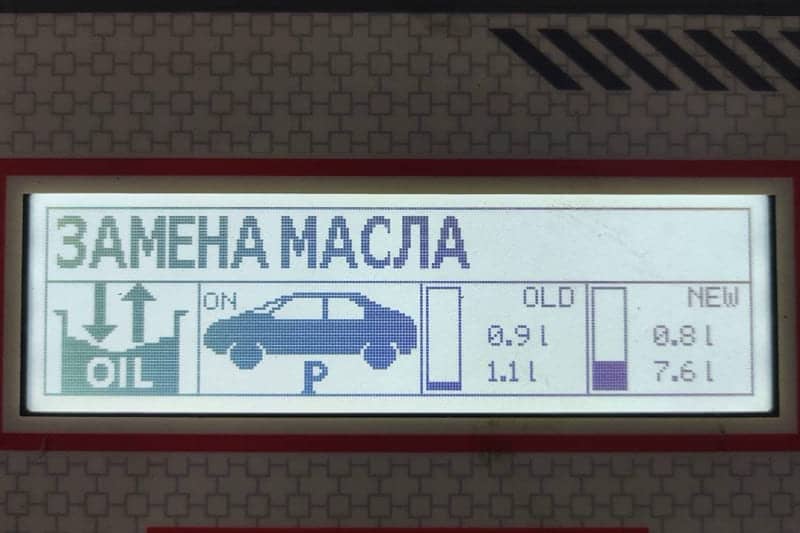 ЗАМЕНА МАСЛА
OIL
ON
P
OLD
0.9 l
1.1 l
NEW
0.8 l
7.6 l